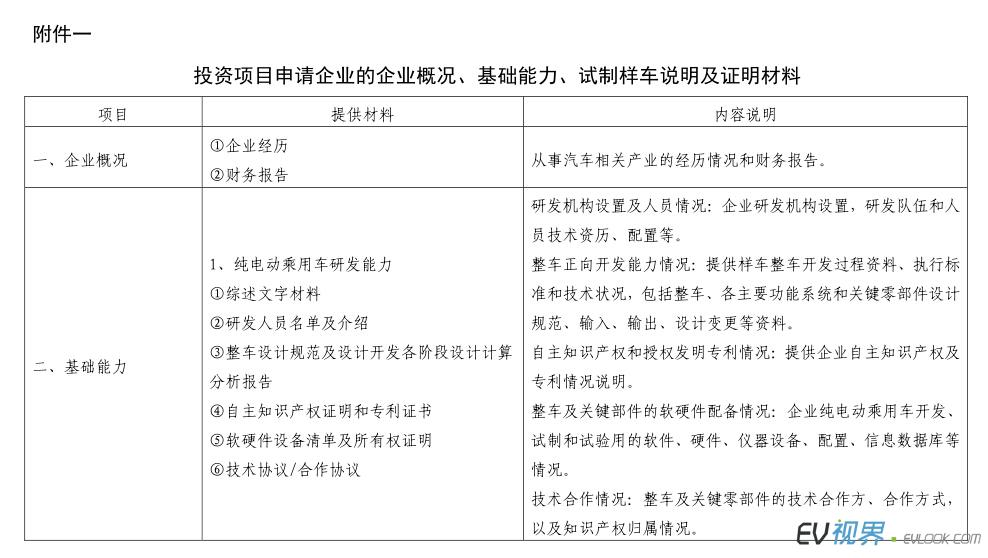 附件一
投资项目申请企业的企业概况、基础能力、试制样车说明及证明材料
项目
提供材料
内容说明
一、企业概况
①企业经历
②财务报告
从事汽车相关产业的经历情况和财务报告。
二、基础能力
1、纯电动乘用车研发能力
①综述文字材料
②研发人员名单及介绍
③整车设计规范及设计开发各阶段设计计算
分析报告
④自主知识产权证明和专利证书
⑤软硬件设备清单及所有权证明
⑥技术协议/合作协议
研发机构设置及人员情况：企业研发机构设置，研发队伍和人
员技术资历、配置等。
整车正向开发能力情况：提供样车整车开发过程资料、执行标
准和技术状况，包括整车、各主要功能系统和关键零部件设计
规范、输入、输出、设计变更等资料。
自主知识产权和授权发明专利情况：提供企业自主知识产权及
专利情况说明。
整车及关键部件的软硬件配备情况：企业纯电动乘用车开发、
试制和试验用的软件、硬件、仪器设备、配置、信息数据库等
情况。
技术合作情况：整车及关键零部件的技术合作方、合作方式，
以及知识产权归属情况。
EV视界.EVLOOK.COM